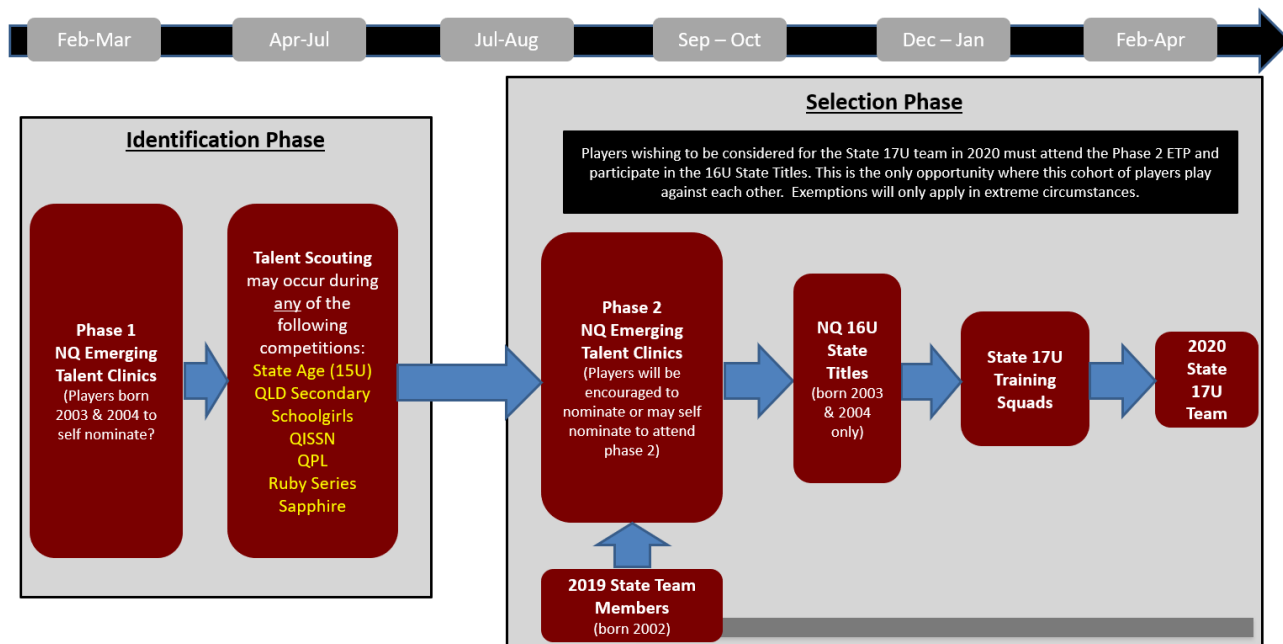 Feb-Mar
Apr-Jul
Jul-Aug
Sep – Oct
Dec – Jan
Feb-Apr
Identification Phase
Phase 1
NQ Emerging
Talent Clinics
(Players born
2003 & 2004 to
self nominate?
Talent Scouting
may occur during
any of the
following
competitions:
State Age (15U)
QLD Secondary
Schoolgirls
QISSN
QPL
Ruby Series
Sapphire
Selection Phase
Players wishing to be considered for the State 17U team in 2020 must attend the Phase 2 ETP and
participate in the 16U State Titles. This is the only opportunity where this cohort of players play
against each other.  Exemptions will only apply in extreme circumstances.
Phase 2
NQ Emerging
Talent Clinics
(Players will be
encouraged to
nominate or may self
nominate to attend
phase 2)
NQ 16U
State
Titles
(born 2003
& 2004
only)
State 17U
Training
Squads
2020
State
17U
Team
2019 State Team
Members
(born 2002)